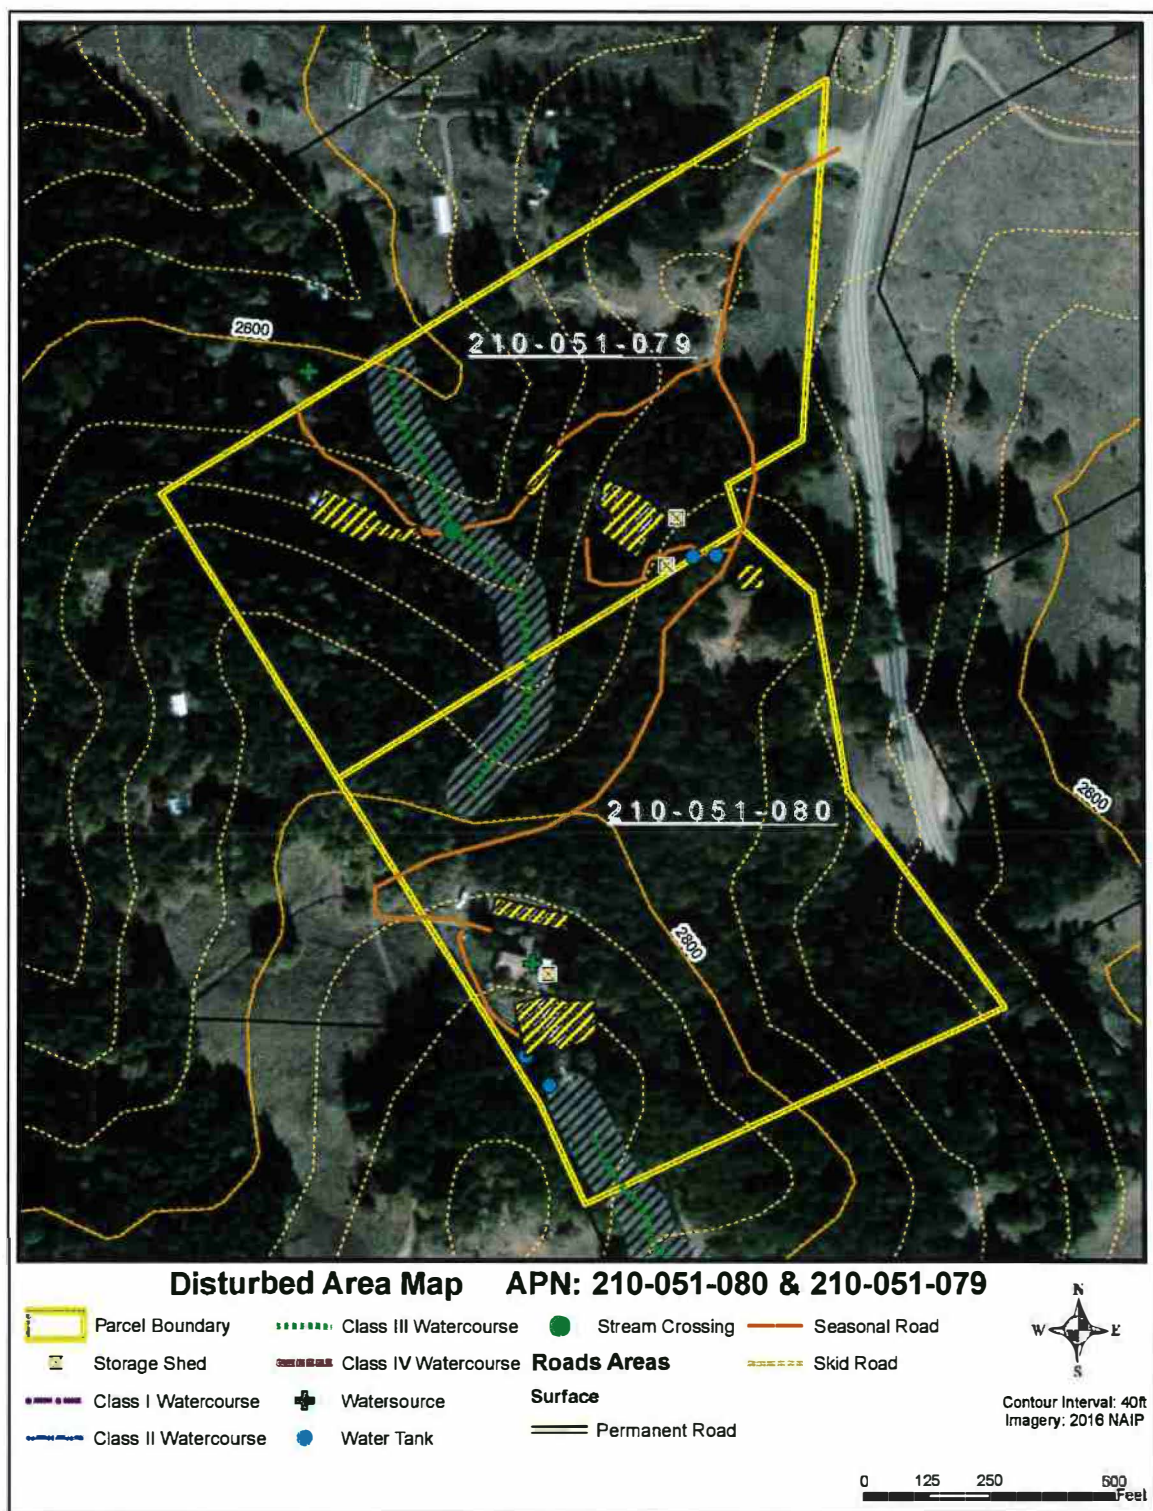 2600
210-051-079
2600
210-051-080
2800
Disturbed Area Map APN: 210-051-080 & 210-051-079
Parcel Boundary
Class III Watercourse
Stream Crossing
Seasonal Road
Storage Shed
Class IV Watercourse
Roads Areas
Skid Road
Class I Watercourse
Watersource
Surface
Class II Watercourse
Water Tank
Permanent Road
N
W E
S
Contour Interval: 40ft
Imagery: 2016 NAIP
0 125 250 500
Feet